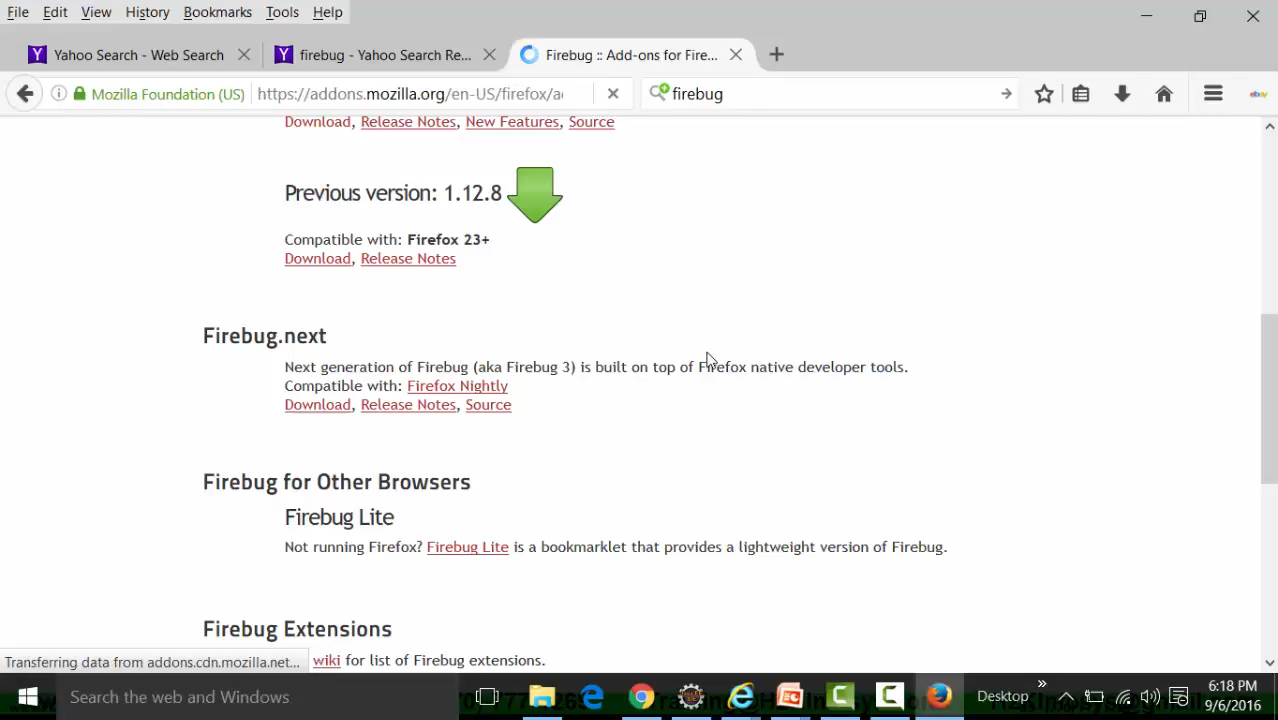 File Edit View History Bookmarks Tools Help
Yahoo Search - Web Search
firebug - Yahoo Search Re...
Firebug :: Add-ons for Fire...
Mozilla Foundation (US) https://addons.mozilla.org/en-US/firefox/a
firebug
ebay
Download, Release Notes, New Features, Source
Previous version: 1.12.8
Compatible with: Firefox 23+
Download, Release Notes
Firebug.next
Next generation of Firebug (aka Firebug 3) is built on top of Firefox native developer tools.
Compatible with: Firefox Nightly
Download, Release Notes, Source
Firebug for Other Browsers
Firebug Lite
Not running Firefox? Firebug Lite is a bookmarklet that provides a lightweight version of Firebug.
Firebug Extensions
wiki for list of Firebug extensions.
Transferring data from addons.cdn.mozilla.net...
Search the web and Windows
Desktop
6:18 PM
9/6/2016